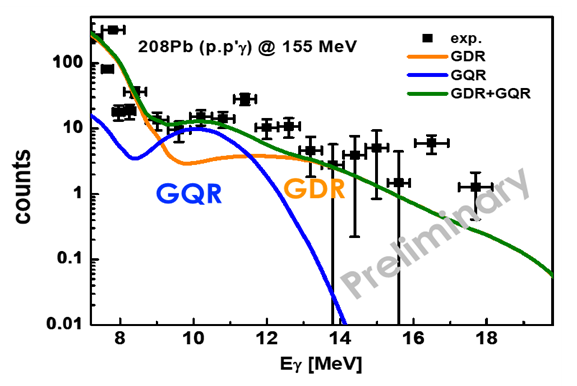 208Pb (p.p'γ) @ 155 MeV
exp.
GDR
GQR
GDR+GQR
100
10
1
0.1
0.01
counts
GQR
GDR
Preliminary
8
10
12
14
16
18
Eγ [MeV]